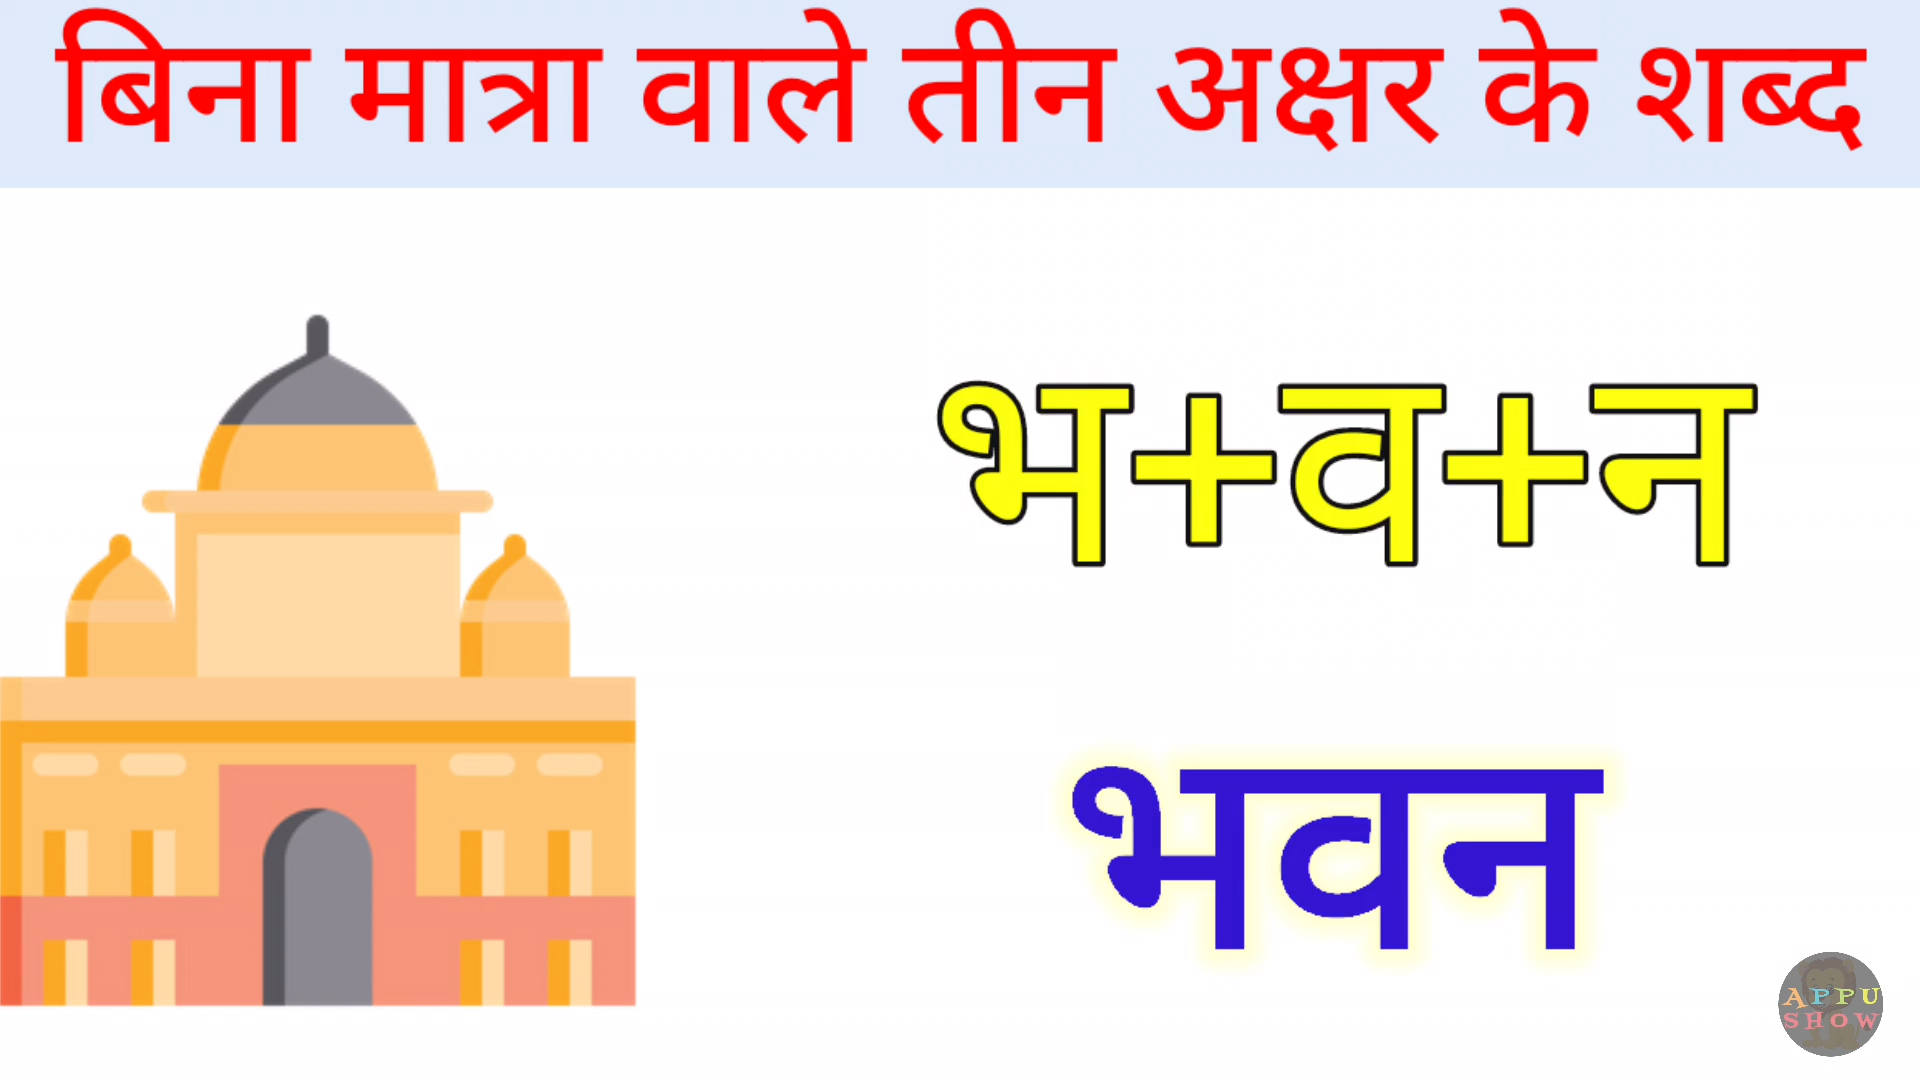 बिना मात्रा वाले तीन अक्षर के शब्द
भ+व+न
भवन
APPU
SHOW